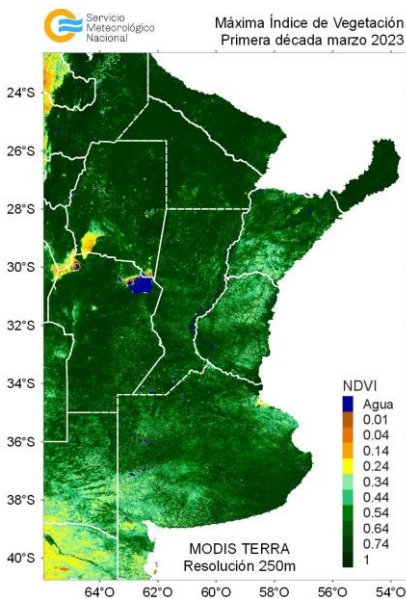 Servicio
Meteorológico
Nacional
Máxima Índice de Vegetación
Primera década marzo 2023
24°S
26°S
28°S
30°S
32°S
34°S
36°S
38°S
40°S
NDVI
Agua
0.01
0.04
0.14
0.24
0.34
0.44
0.54
0.64
0.74
1
MODIS TERRA
Resolución 250m
64°O 62°O 60°O 58°O 56°O 54°O